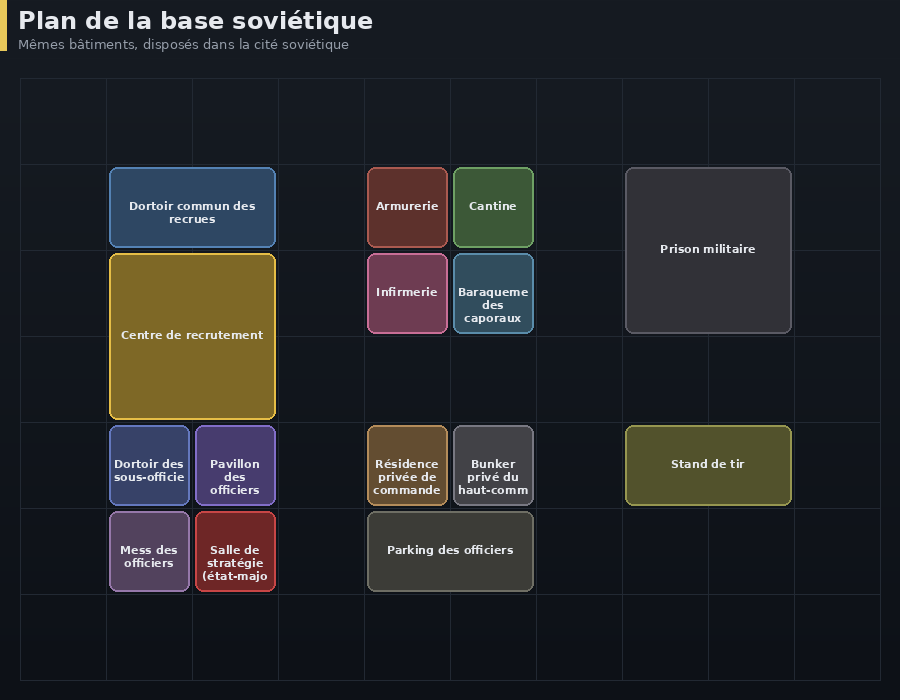 Plan de la base soviétique
Mêmes bâtiments, disposés dans la cité soviétique
Dortoir commun des
recrues
Armurerie
Cantine
Prison militaire
Centre de recrutement
Infirmerie
Baraqueme
des
caporaux
Dortoir des
sous-officie
Pavillon
des
officiers
Résidence
privée de
commande
Bunker
privé du
haut-comm
Stand de tir
Mess des
officiers
Salle de
stratégie
(état-majo
Parking des officiers